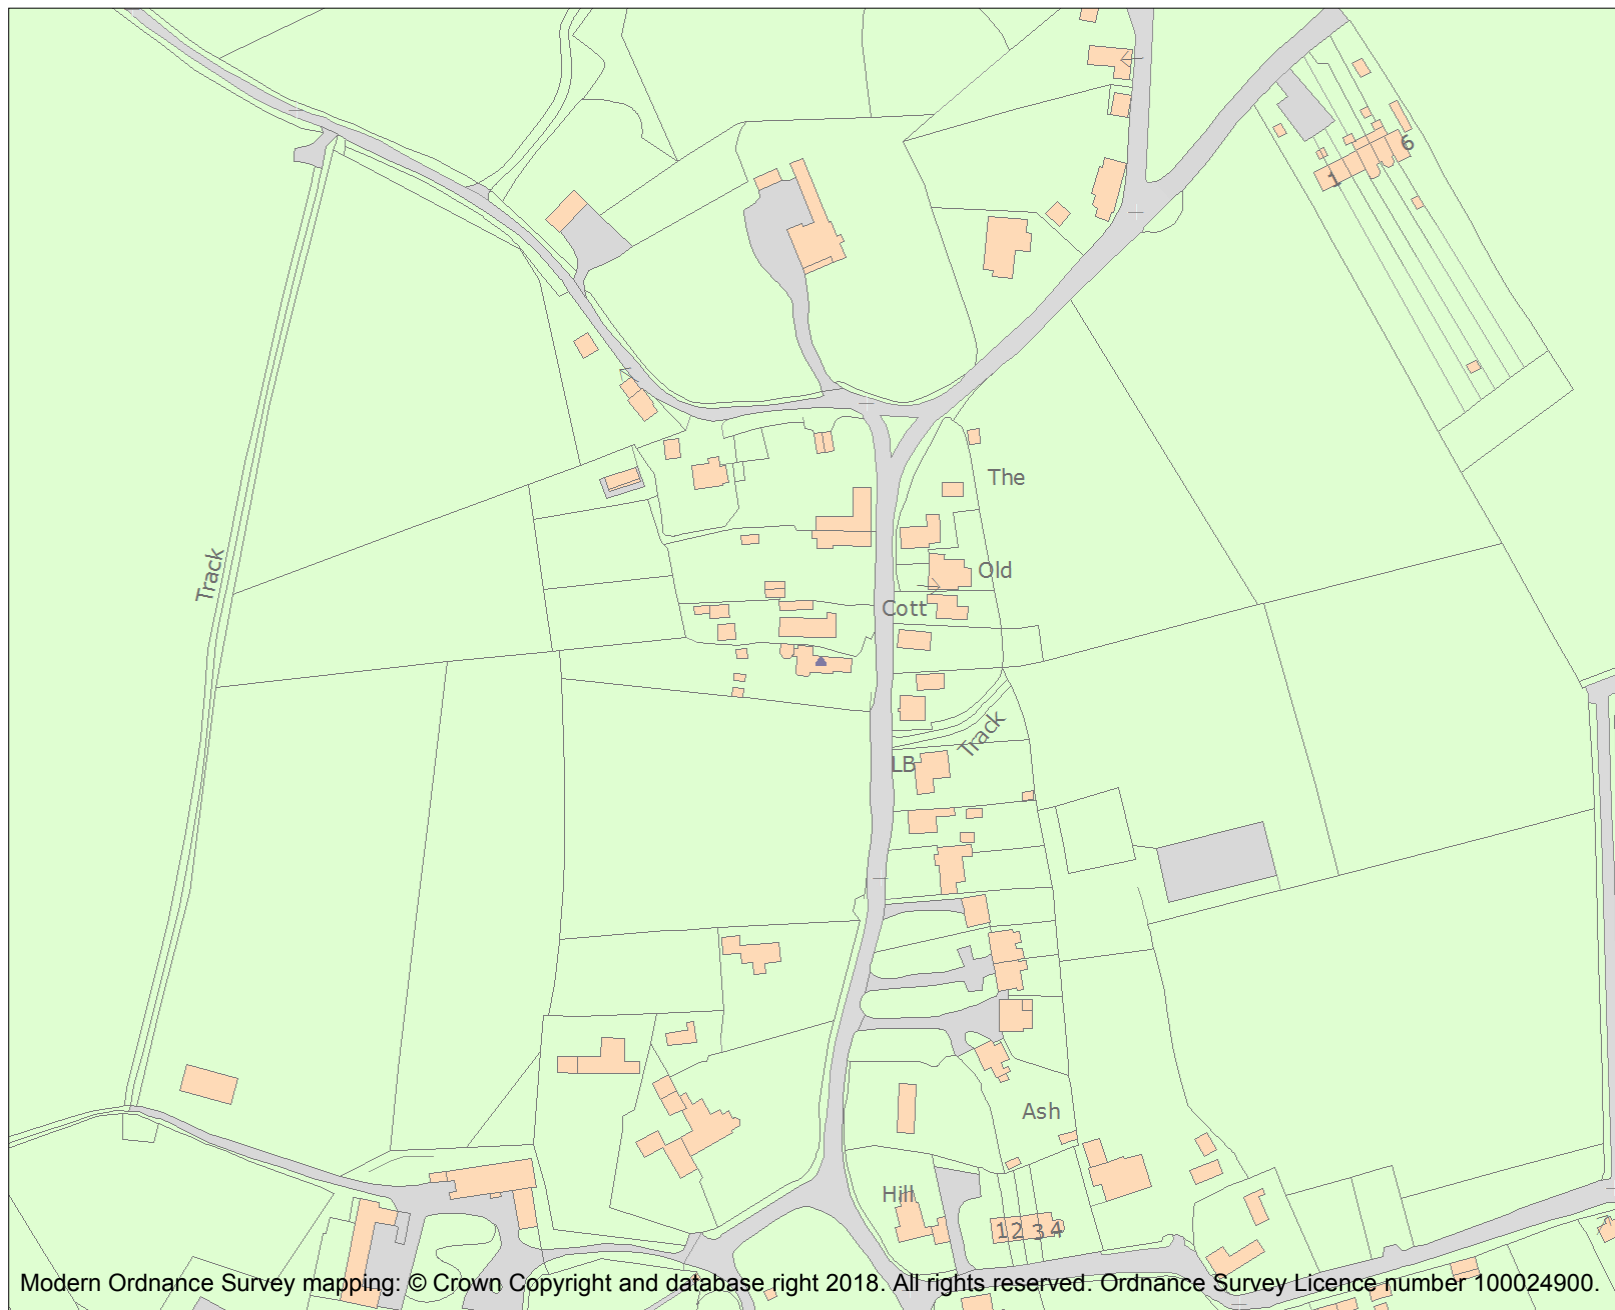 6
1
The
Track
Old
Cott
Track
LB
Ash
Hill
1 2 3 4
Modern Ordnance Survey mapping: © Crown Copyright and database right 2018. All rights reserved. Ordnance Survey Licence number 100024900.